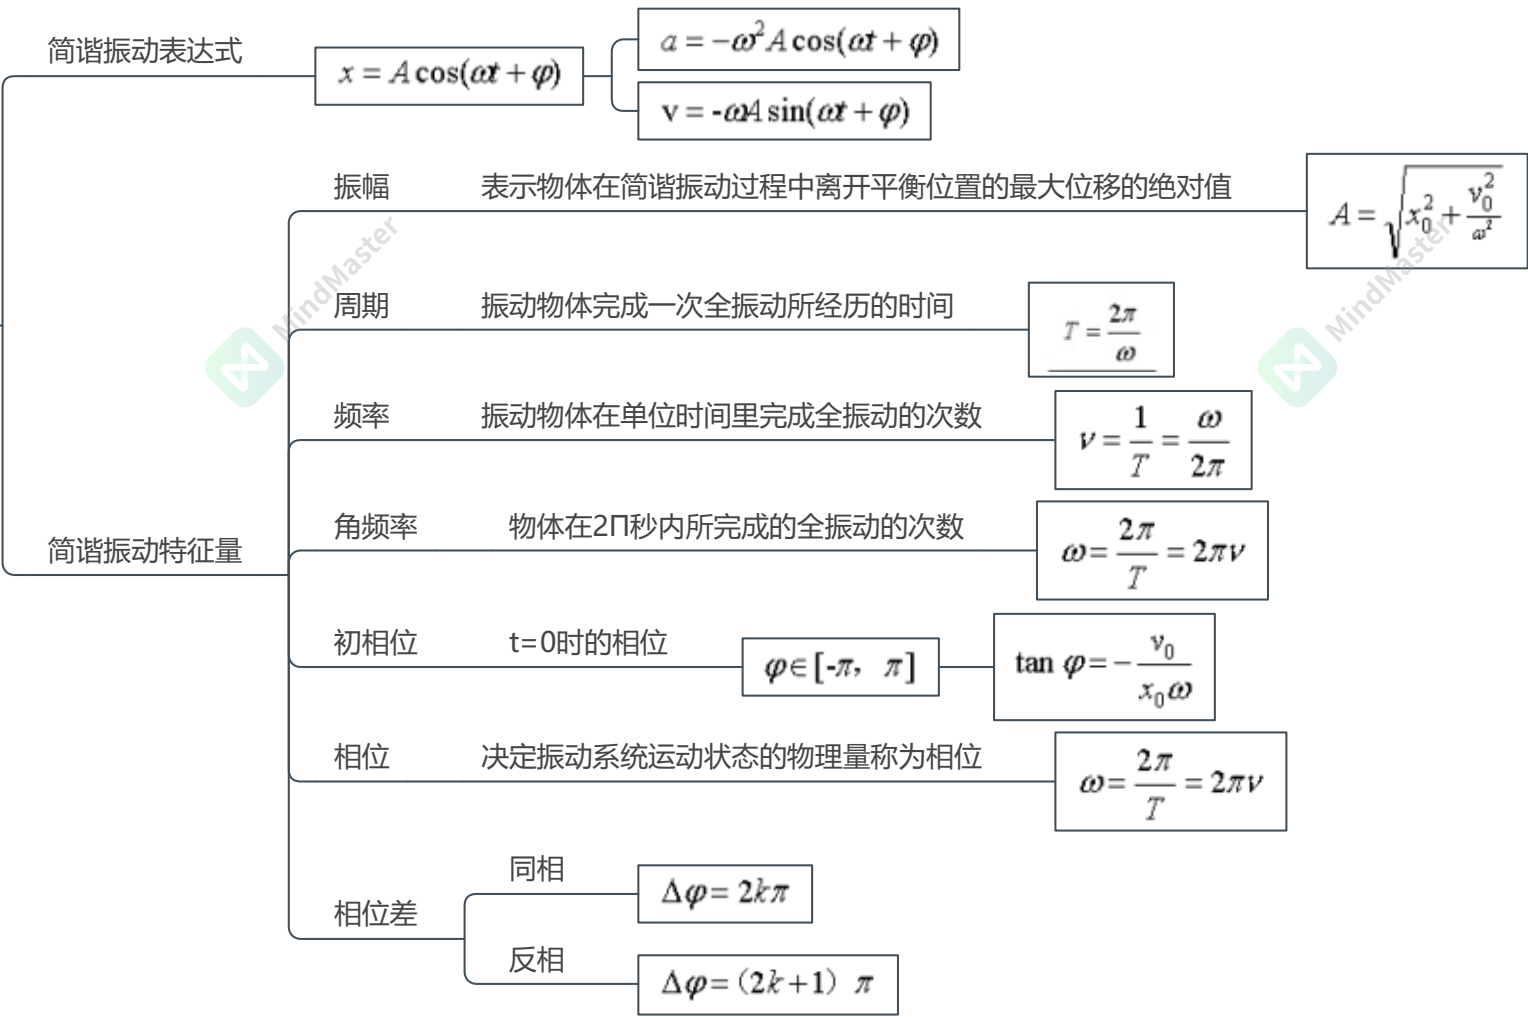 简谐振动表达式
x = A cos(ωt + φ)
a = −ω²A cos(ωt + φ)
v = -ωA sin(ωt + φ)
简谐振动特征量
振幅 表示物体在简谐振动过程中离开平衡位置的最大位移的绝对值
A = √(x₀² + v₀²/ω²)
周期 振动物体完成一次全振动所经历的时间
T = 2π/ω
频率 振动物体在单位时间里完成全振动的次数
ν = 1/T = ω/2π
角频率 物体在2Π秒内所完成的全振动的次数
ω = 2π/T = 2πν
初相位 t=0时的相位
φ∈[-π， π]
tan φ = − v₀/x₀ω
相位 决定振动系统运动状态的物理量称为相位
ω = 2π/T = 2πν
相位差
同相
Δφ = 2kπ
反相
Δφ =（2k+1）π
MindMaster
MindMaster